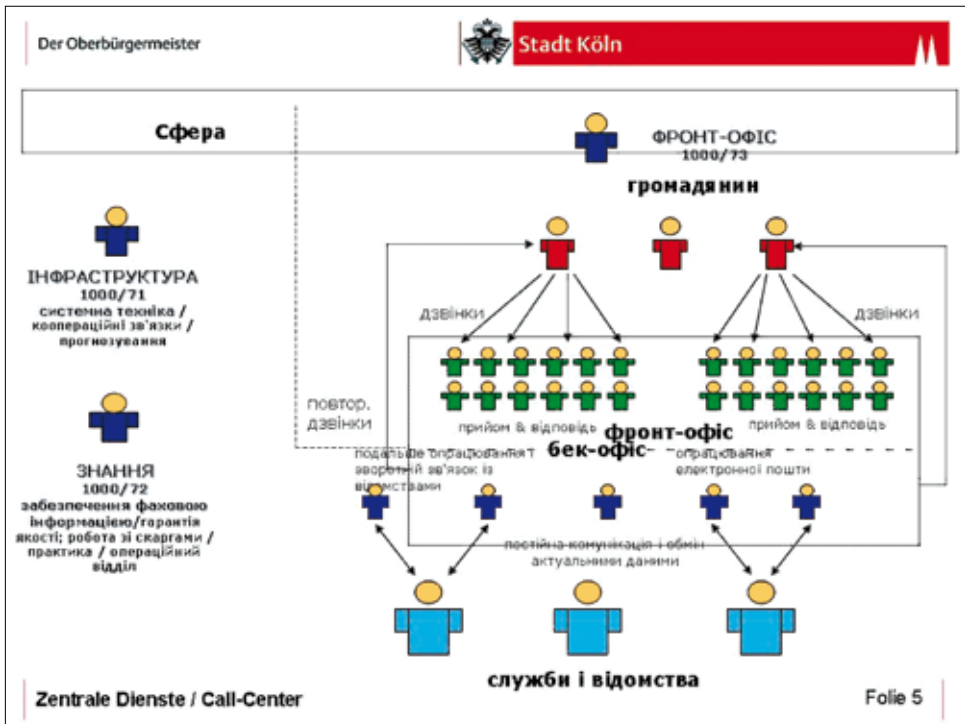 Der Oberbürgermeister
Stadt Köln
Сфера
ФРОНТ-ОФІС
1000/73
громадянин
ІНФРАСТРУКТУРА
1000/71
системна техніка /
коопераційні зв'язки /
прогнозування
дзвінки
дзвінки
повтор.
дзвінки
прийом & відповідь
прийом & відповідь
фронт-офіс
бек-офіс
подальше опрацювання і
зворотній зв'язок із
відомствами
опрацювання
електронної пошти
ЗНАННЯ
1000/72
забезпечення фаховою
інформацією/гарантія
якості; робота зі скаргами /
практика / операційний
відділ
постійна комунікація і обмін
актуальними даними
служби і відомства
Zentrale Dienste / Call-Center
Folie 5